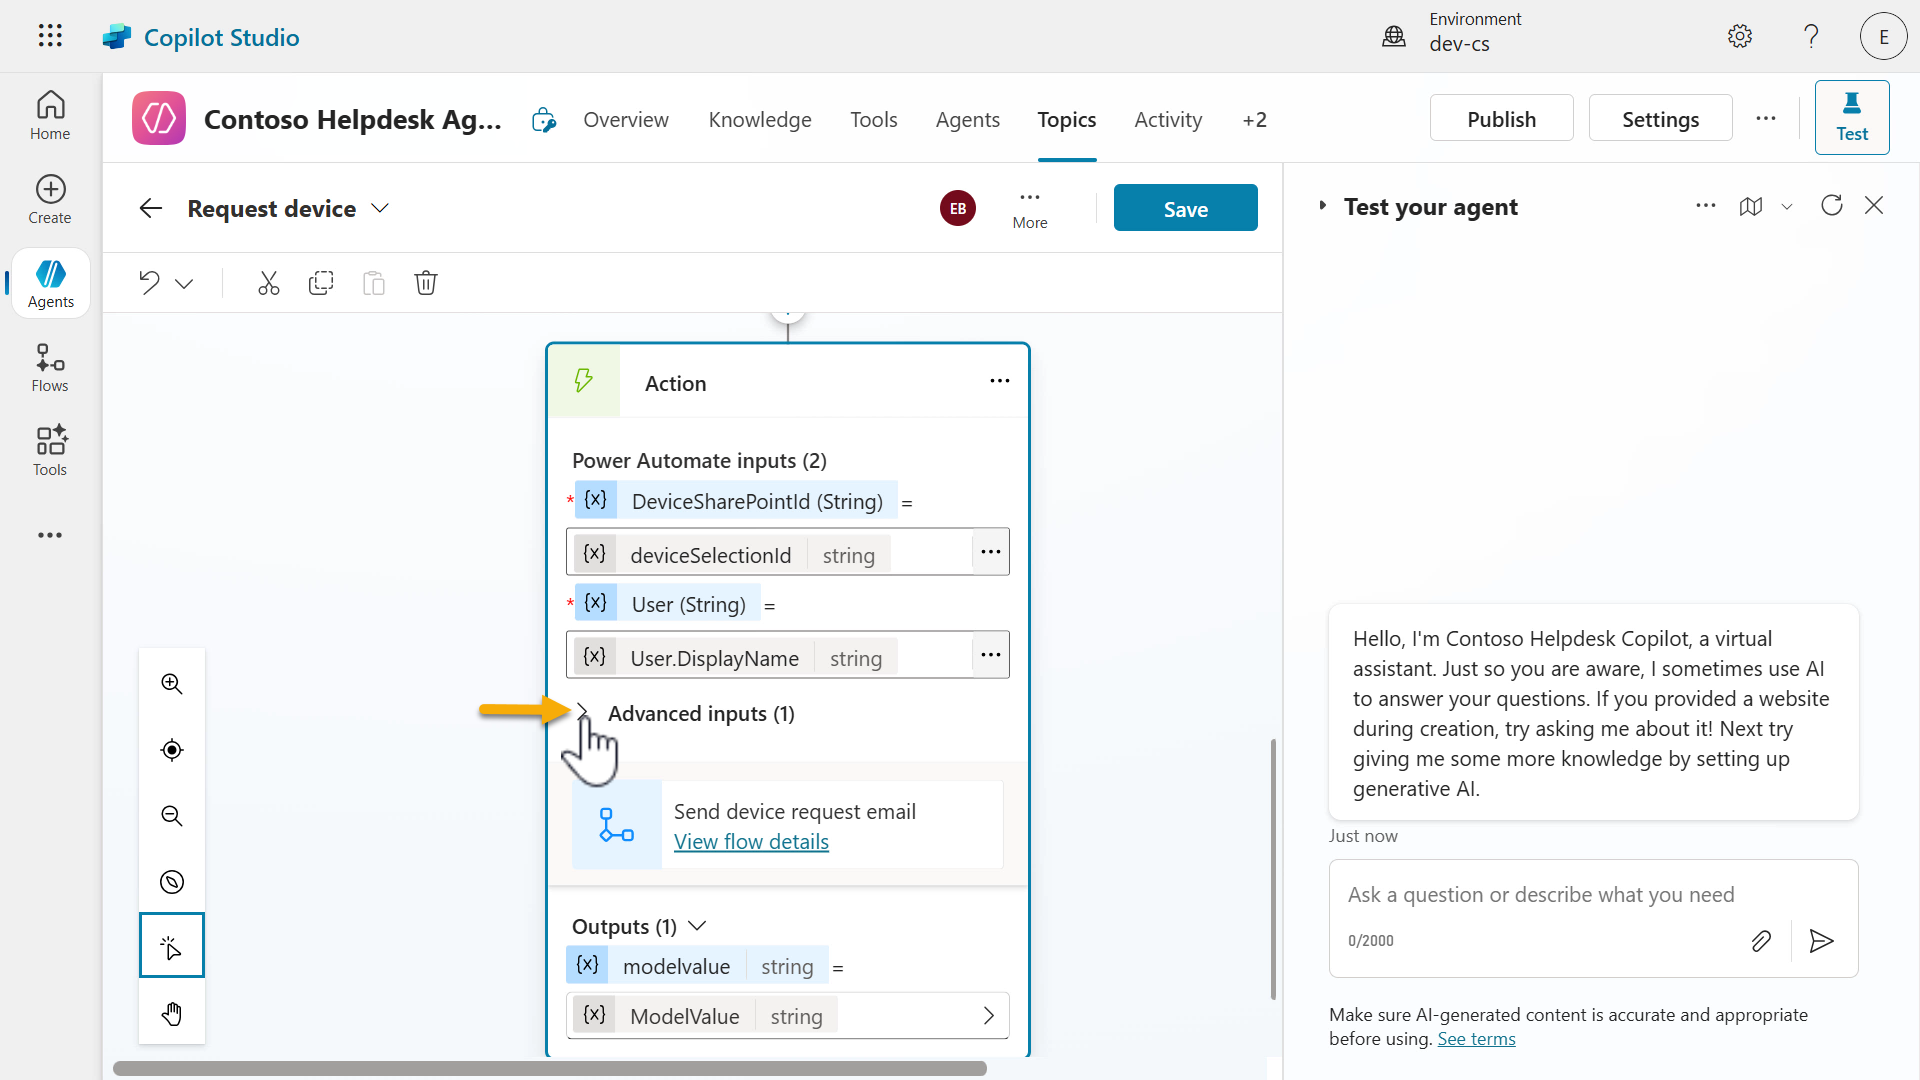 Copilot Studio
Environment
dev-cs
E
Home
Create
Agents
Flows
Tools
Contoso Helpdesk Ag...
Overview
Knowledge
Tools
Agents
Topics
Activity
+2
Publish
Settings
Test
Request device
EB
More
Save
Action
Power Automate inputs (2)
* {x} DeviceSharePointId (String) =
{x} deviceSelectionId string
* {x} User (String) =
{x} User.DisplayName string
Advanced inputs (1)
Send device request email
View flow details
Outputs (1)
{x} modelvalue string =
{x} ModelValue string
Test your agent
Hello, I'm Contoso Helpdesk Copilot, a virtual
assistant. Just so you are aware, I sometimes use AI
to answer your questions. If you provided a website
during creation, try asking me about it! Next try
giving me some more knowledge by setting up
generative AI.
Just now
Ask a question or describe what you need
0/2000
Make sure AI-generated content is accurate and appropriate
before using. See terms